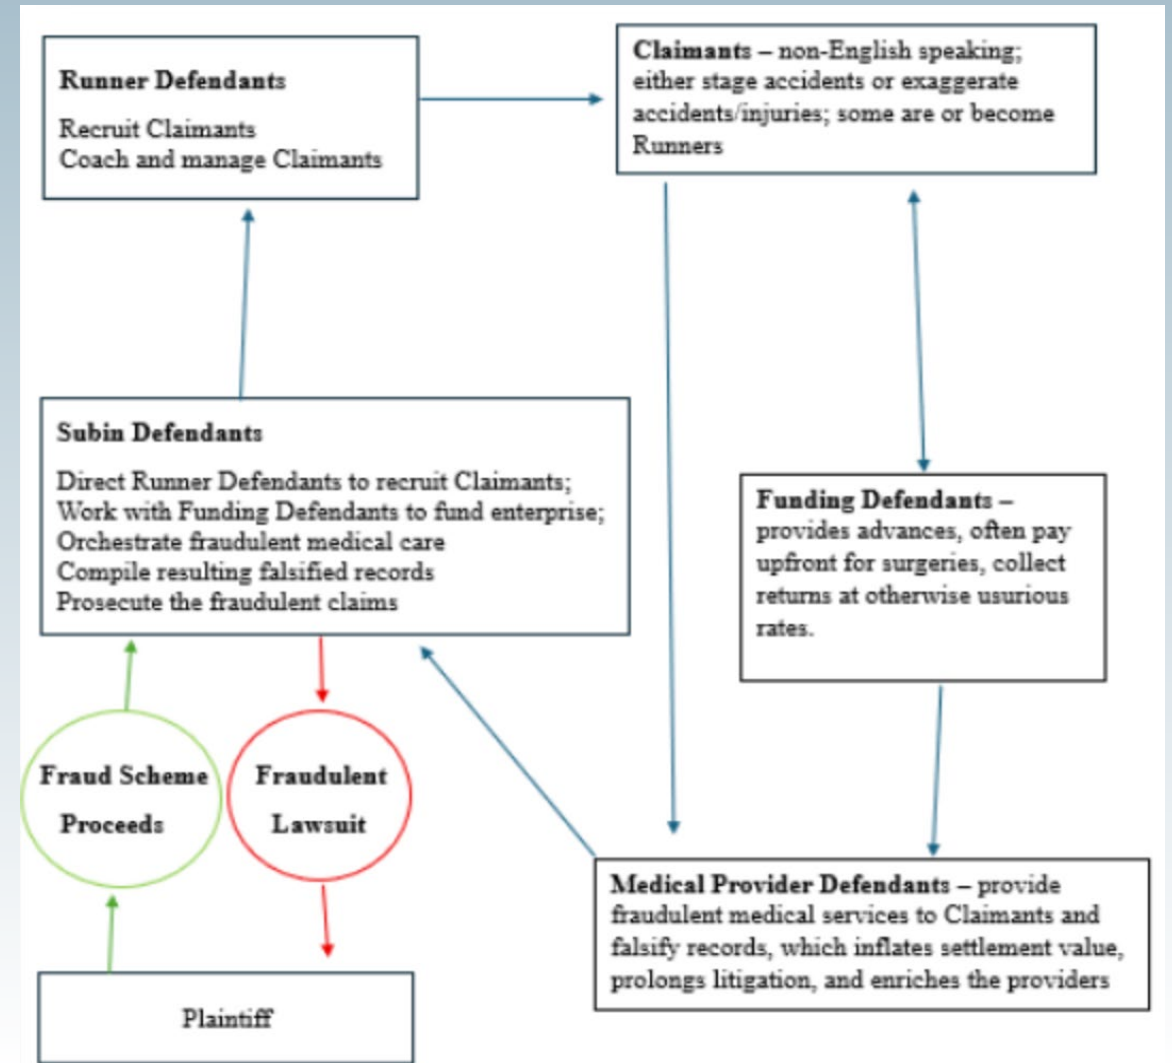 Runner Defendants
Recruit Claimants
Coach and manage Claimants
Claimants – non-English speaking;
either stage accidents or exaggerate
accidents/injuries; some are or become
Runners
Subin Defendants
Direct Runner Defendants to recruit Claimants;
Work with Funding Defendants to fund enterprise;
Orchestrate fraudulent medical care
Compile resulting falsified records
Prosecute the fraudulent claims
Funding Defendants –
provides advances, often pay
upfront for surgeries, collect
returns at otherwise usurious
rates.
Fraud Scheme
Proceeds
Fraudulent
Lawsuit
Medical Provider Defendants – provide
fraudulent medical services to Claimants and
falsify records, which inflates settlement value,
prolongs litigation, and enriches the providers
Plaintiff